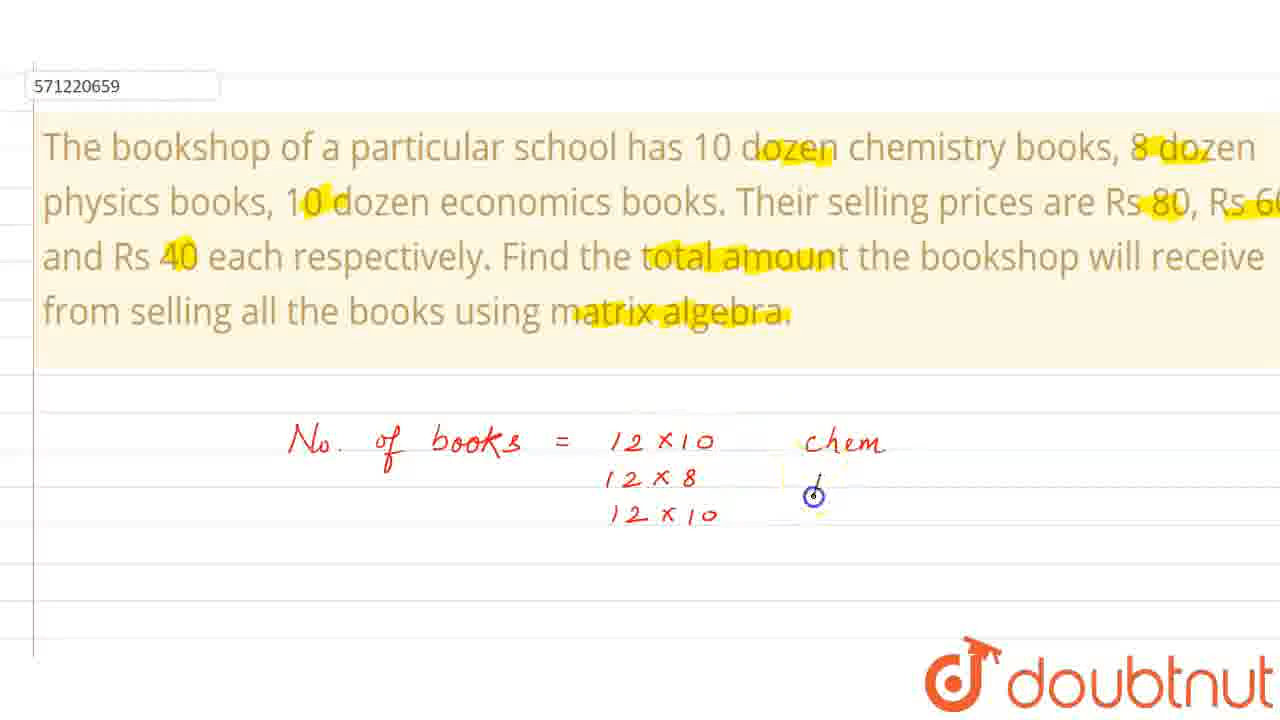 571220659
The bookshop of a particular school has 10 dozen chemistry books, 8 dozen
physics books, 10 dozen economics books. Their selling prices are Rs 80, Rs 60
and Rs 40 each respectively. Find the total amount the bookshop will receive
from selling all the books using matrix algebra.
No. of books = 12 × 10 chem
12 × 8
12 × 10
doubtnut